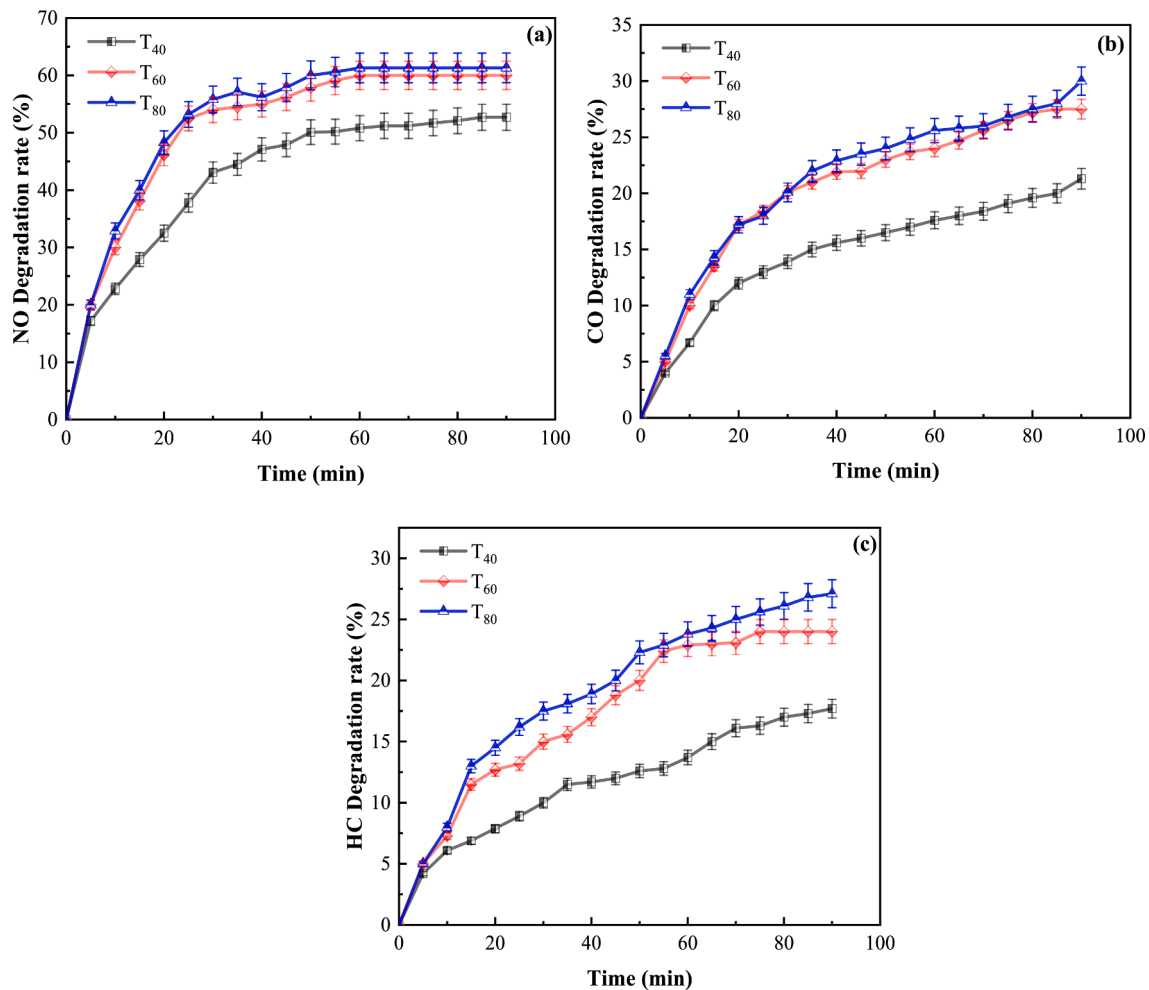 (a)
T40
T60
T80
NO Degradation rate (%)
70
60
50
40
30
20
10
0
0 20 40 60 80 100
Time (min)
(b)
T40
T60
T80
CO Degradation rate (%)
35
30
25
20
15
10
5
0
0 20 40 60 80 100
Time (min)
(c)
T40
T60
T80
HC Degradation rate (%)
30
25
20
15
10
5
0
0 20 40 60 80 100
Time (min)